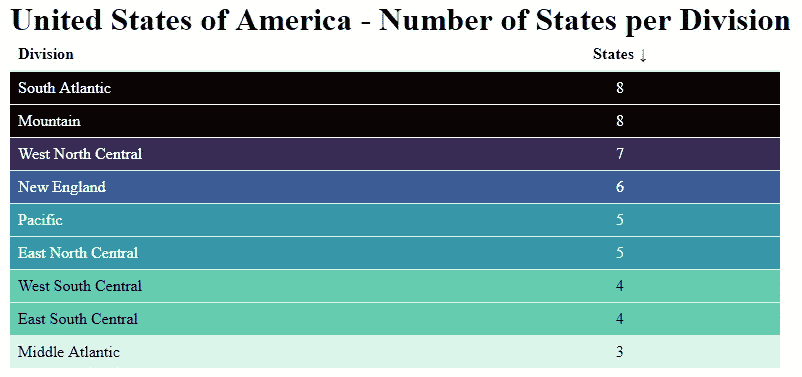 United States of America - Number of States per Division
Division States ↓
South Atlantic 8
Mountain 8
West North Central 7
New England 6
Pacific 5
East North Central 5
West South Central 4
East South Central 4
Middle Atlantic 3